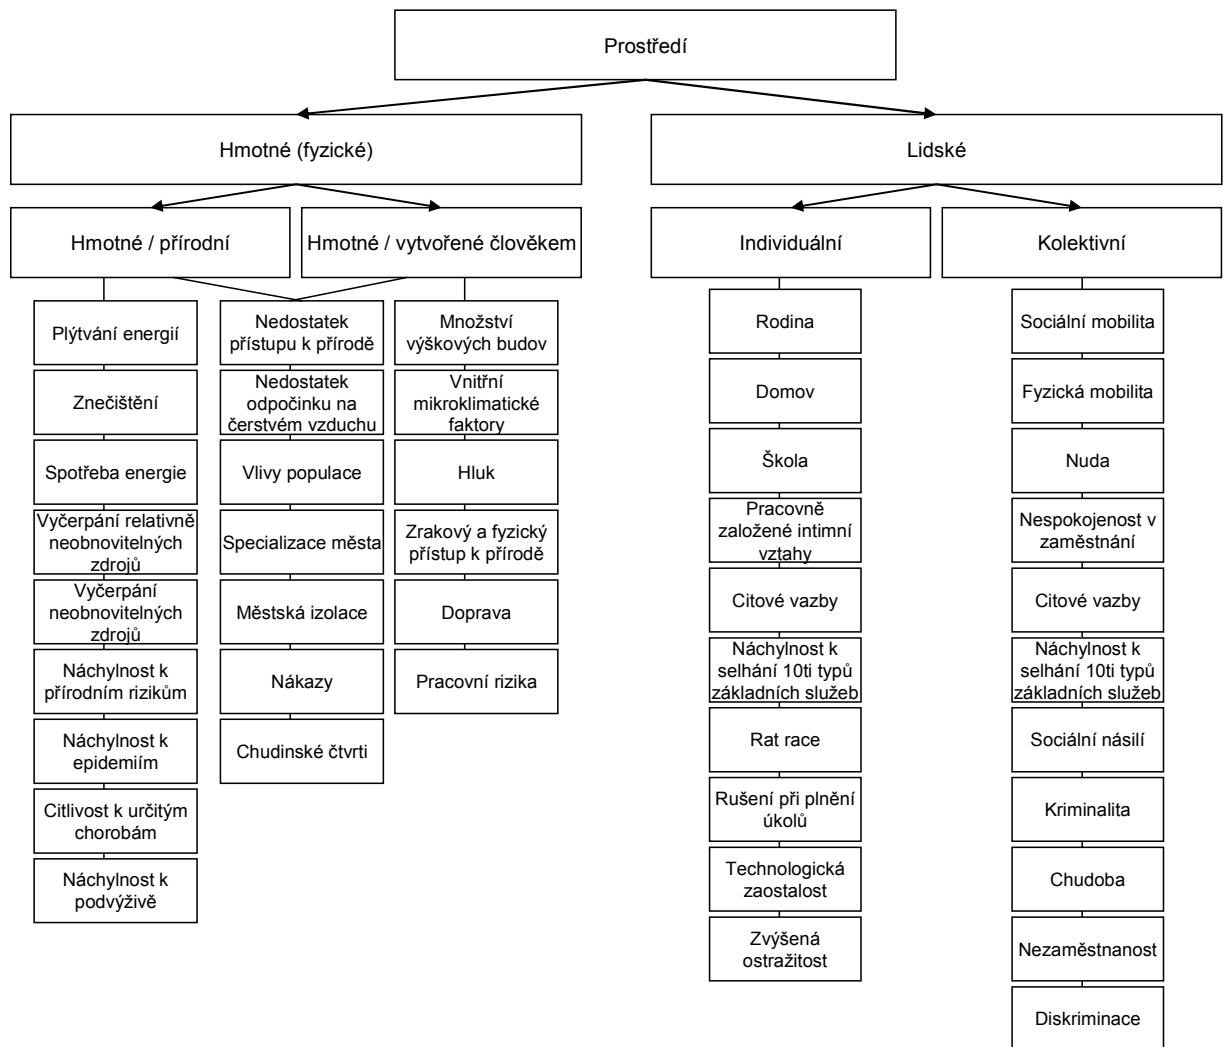 Prostředí
Hmotné (fyzické)
Lidské
Hmotné / přírodní
Hmotné / vytvořené člověkem
Individuální
Kolektivní
Plýtvání energií
Znečištění
Spotřeba energie
Vyčerpání relativně
neobnovitelných
zdrojů
Vyčerpání
neobnovitelných
zdrojů
Náchylnost k
přírodním rizikům
Náchylnost k
epidemiím
Citlivost k určitým
chorobám
Náchylnost k
podvýživě
Nedostatek
přístupu k přírodě
Nedostatek
odpočinku na
čerstvém vzduchu
Vlivy populace
Specializace města
Městská izolace
Nákazy
Chudinské čtvrti
Množství
výškových budov
Vnitřní
mikroklimatické
faktory
Hluk
Zrakový a fyzický
přístup k přírodě
Doprava
Pracovní rizika
Rodina
Domov
Škola
Pracovně
založené intimní
vztahy
Citové vazby
Náchylnost k
selhání 10ti typů
základních služeb
Rat race
Rušení při plnění
úkolů
Technologická
zaostalost
Zvýšená
ostražitost
Sociální mobilita
Fyzická mobilita
Nuda
Nespokojenost v
zaměstnání
Citové vazby
Náchylnost k
selhání 10ti typů
základních služeb
Sociální násilí
Kriminalita
Chudoba
Nezaměstnanost
Diskriminace